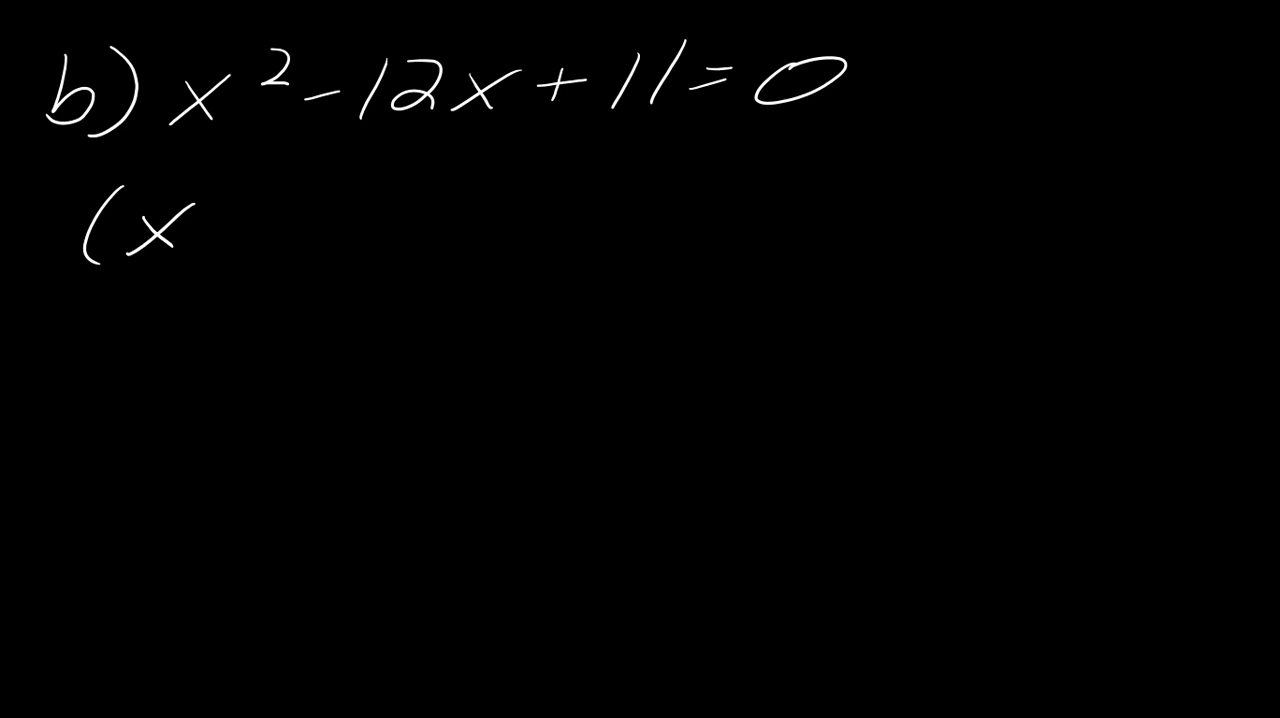 b) x² - 12x + 11 = 0
(x